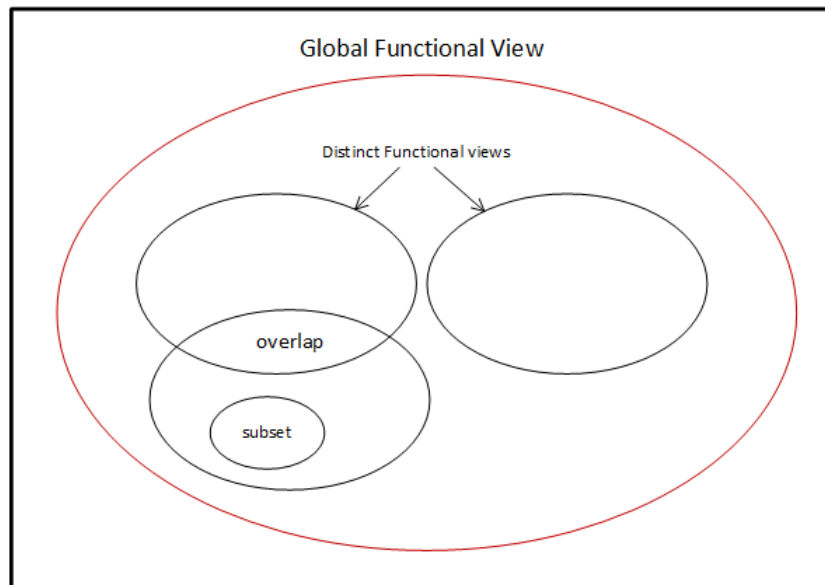 Global Functional View
Distinct Functional views
overlap
subset